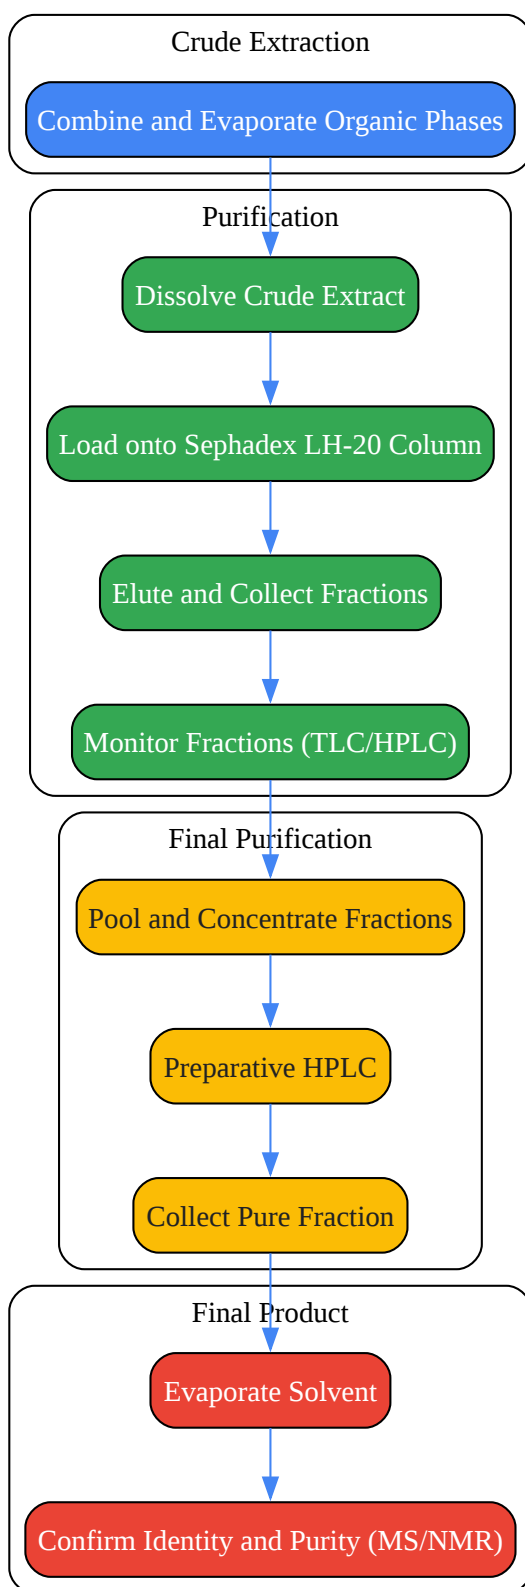 Crude Extraction
Combine and Evaporate Organic Phases
Purification
Dissolve Crude Extract
Load onto Sephadex LH-20 Column
Elute and Collect Fractions
Monitor Fractions (TLC/HPLC)
Final Purification
Pool and Concentrate Fractions
Preparative HPLC
Collect Pure Fraction
Final Product
Evaporate Solvent
Confirm Identity and Purity (MS/NMR)